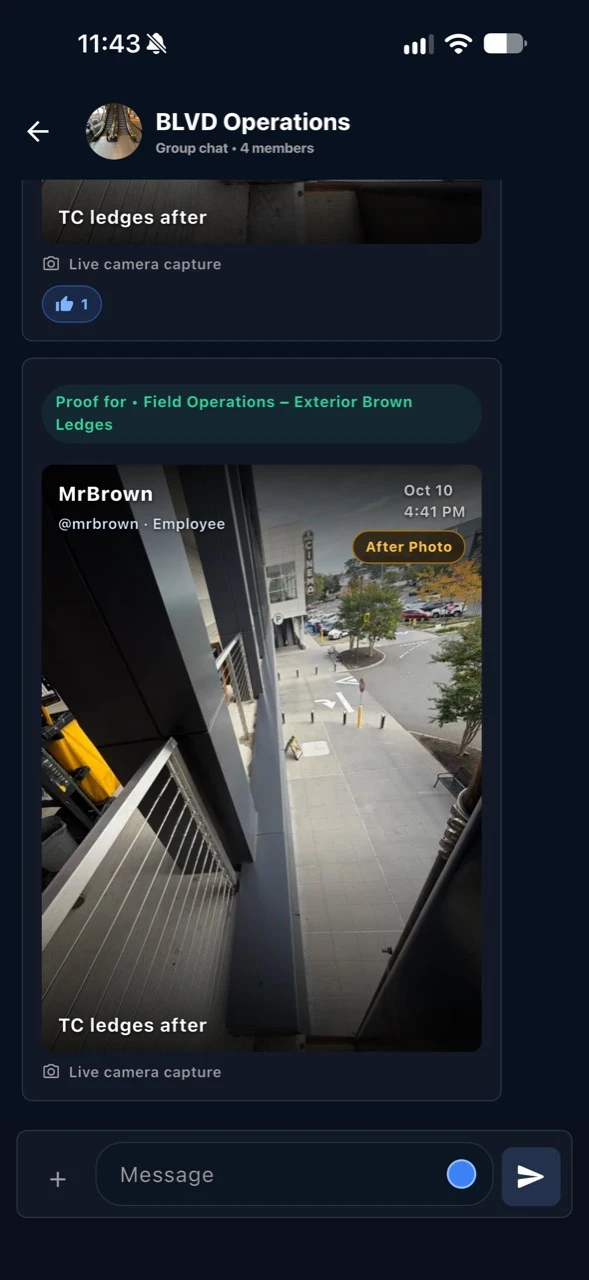 11:43
BLVD Operations
Group chat • 4 members
TC ledges after
Live camera capture
1
Proof for • Field Operations – Exterior Brown
Ledges
MrBrown
@mrbrown · Employee
Oct 10
4:41 PM
After Photo
CINEMA
P
TC ledges after
Live camera capture
Message